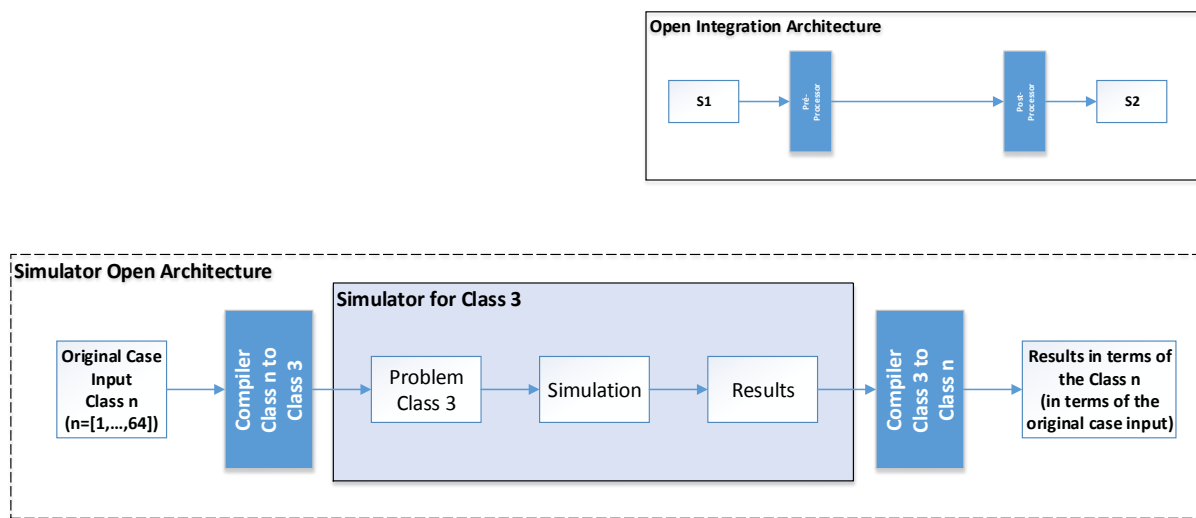 Open Integration Architecture
S1
Pré-
Processor
Post-
Processor
S2
Simulator Open Architecture
Original Case
Input
Class n
(n=[1,...,64])
Compiler
Class n to
Class 3
Simulator for Class 3
Problem
Class 3
Simulation
Results
Compiler
Class 3 to
Class n
Results in terms of
the Class n
(in terms of the
original case input)